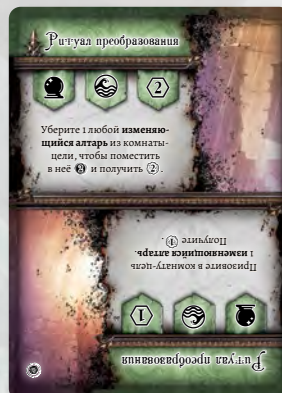 Ритуал преобразования
2
Уберите 1 любой изменяю-
щийся алтарь из комнаты-
цели, чтобы поместить
в неё 2 и получить 2.
Ритуал преобразования
1
Призовите в комнату-цель
1 изменяющийся алтарь.
Получите 1.